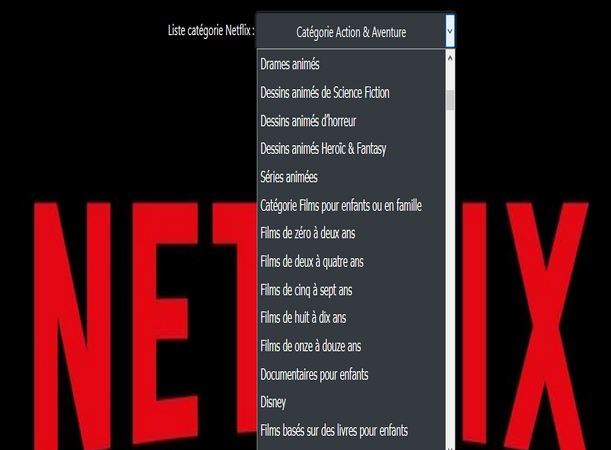 Liste catégorie Netflix :
Catégorie Action & Aventure
Drames animés
Dessins animés de Science Fiction
Dessins animés d'horreur
Dessins animés Heroïc & Fantasy
Séries animées
Catégorie Films pour enfants ou en famille
Films de zéro à deux ans
Films de deux à quatre ans
Films de cinq à sept ans
Films de huit à dix ans
Films de onze à douze ans
Documentaires pour enfants
Disney
Films basés sur des livres pour enfants
NETFLIX